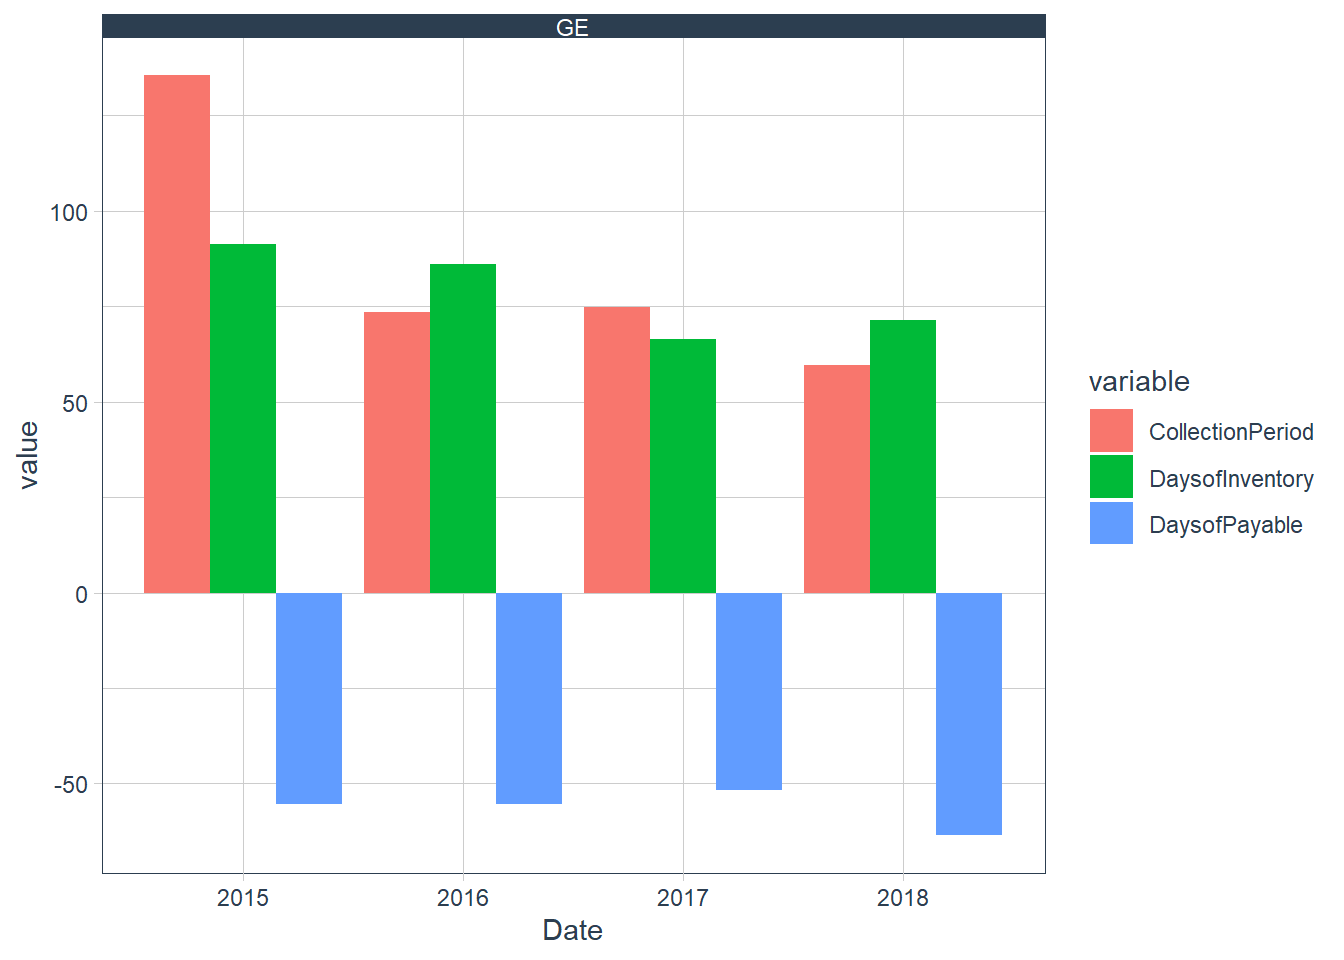 GE
100
50
0
-50
value
2015 2016 2017 2018
Date
variable
CollectionPeriod
DaysofInventory
DaysofPayable